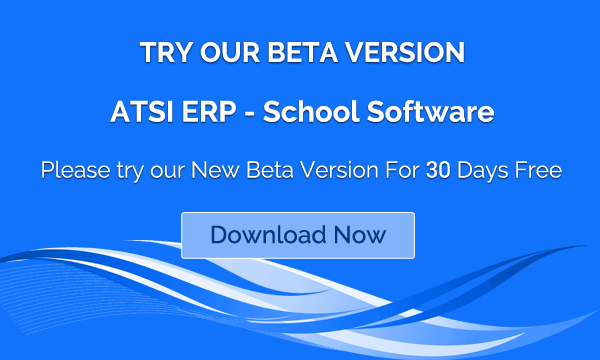 TRY OUR BETA VERSION
ATSI ERP - School Software
Please try our New Beta Version For 30 Days Free
Download Now